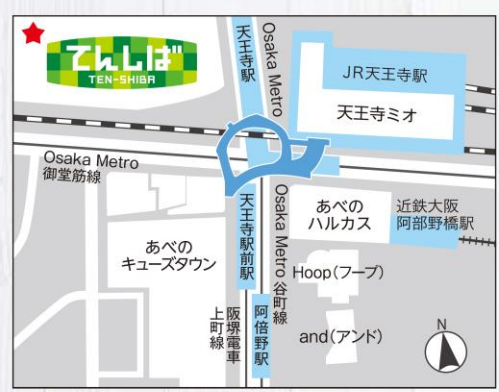 てんしば
TEN-SHIBA
天王寺駅
Osaka Metro
JR天王寺駅
天王寺ミオ
Osaka Metro
御堂筋線
天王寺駅前駅
Osaka Metro 谷町線
あべの
ハルカス
近鉄大阪
阿部野橋駅
あべの
キューズタウン
Hoop(フープ)
阪堺電車
上町線
阿倍野駅
and(アンド)
N